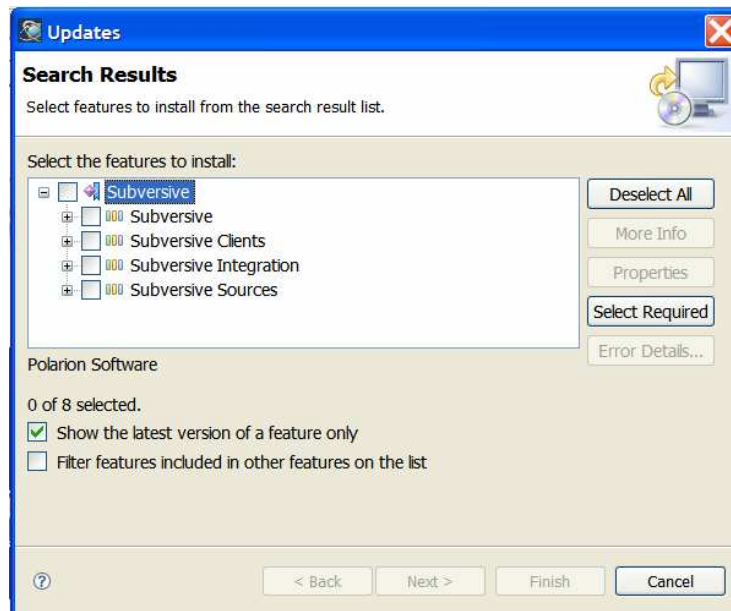 Updates
Search Results
Select features to install from the search result list.
Select the features to install:
Subversive
Subversive
Subversive Clients
Subversive Integration
Subversive Sources
Deselect All
More Info
Properties
Select Required
Error Details...
Polarion Software
0 of 8 selected.
Show the latest version of a feature only
Filter features included in other features on the list
?
< Back
Next >
Finish
Cancel